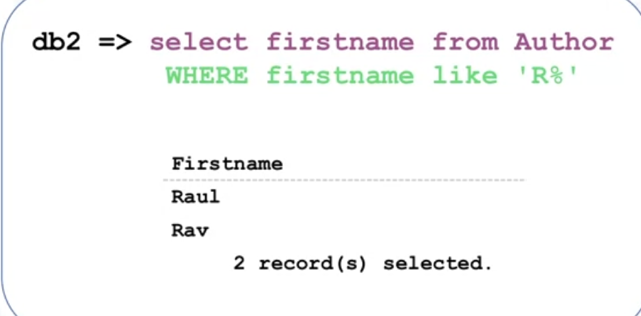 db2 => select firstname from Author
WHERE firstname like 'R%'
Firstname
Raul
Rav
2 record(s) selected.